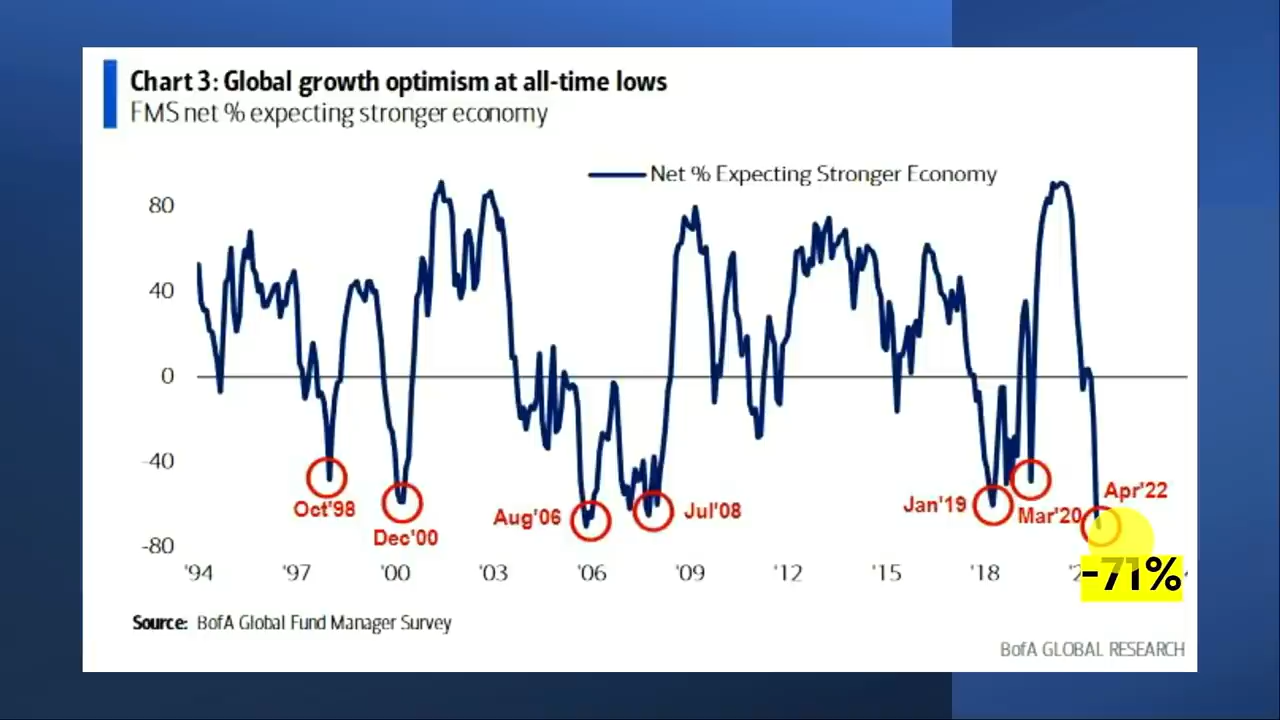 Chart 3: Global growth optimism at all-time lows
FMS net % expecting stronger economy
Net % Expecting Stronger Economy
80
40
0
-40
-80
Oct'98
Dec'00
Aug'06
Jul'08
Jan'19
Mar'20
Apr'22
-71%
'94 '97 '00 '03 '06 '09 '12 '15 '18
Source: BofA Global Fund Manager Survey
BofA GLOBAL RESEARCH